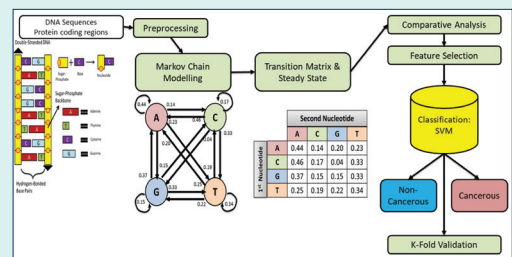 DNA Sequences
Protein coding regions
Preprocessing
Comparative Analysis
Double-Stranded DNA
Sugar-
Phosphate
Base
Nucleotide
Markov Chain
Modelling
Transition Matrix &
Steady State
Feature Selection
Sugar-Phosphate
Backbone
Adenine
Thymine
Cytosine
Guanine
Hydrogen-Bonded
Base Pairs
A
C
G
T
0.44
0.14
0.17
0.23
0.46
0.20
0.04
0.33
0.37
0.15
0.33
0.15
0.22
0.34
Second Nucleotide
A C G T
1st Nucleotide
A 0.44 0.14 0.20 0.23
C 0.46 0.17 0.04 0.33
G 0.37 0.15 0.15 0.33
T 0.25 0.19 0.22 0.34
Classification:
SVM
Non-
Cancerous
Cancerous
K-Fold Validation